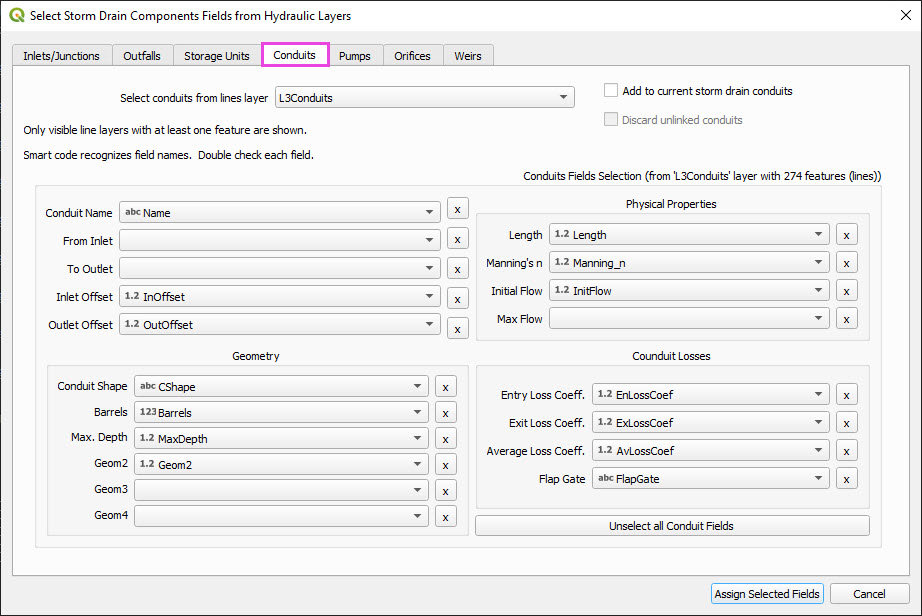 Select Storm Drain Components Fields from Hydraulic Layers
Inlets/Junctions Outfalls Storage Units Conduits Pumps Orifices Weirs
Select conduits from lines layer L3Conduits
Add to current storm drain conduits
Discard unlinked conduits
Only visible line layers with at least one feature are shown.
Smart code recognizes field names. Double check each field.
Conduits Fields Selection (from 'L3Conduits' layer with 274 features (lines))
Conduit Name abc Name x
From Inlet x
To Outlet x
Inlet Offset 1.2 InOffset x
Outlet Offset 1.2 OutOffset x
Physical Properties
Length 1.2 Length x
Manning's n 1.2 Manning_n x
Initial Flow 1.2 InitFlow x
Max Flow x
Geometry
Conduit Shape abc CShape x
Barrels 123 Barrels x
Max. Depth 1.2 MaxDepth x
Geom2 1.2 Geom2 x
Geom3 x
Geom4 x
Counduit Losses
Entry Loss Coeff. 1.2 EnLossCoef x
Exit Loss Coeff. 1.2 ExLossCoef x
Average Loss Coeff. 1.2 AvLossCoef x
Flap Gate abc FlapGate x
Unselect all Conduit Fields
Assign Selected Fields Cancel